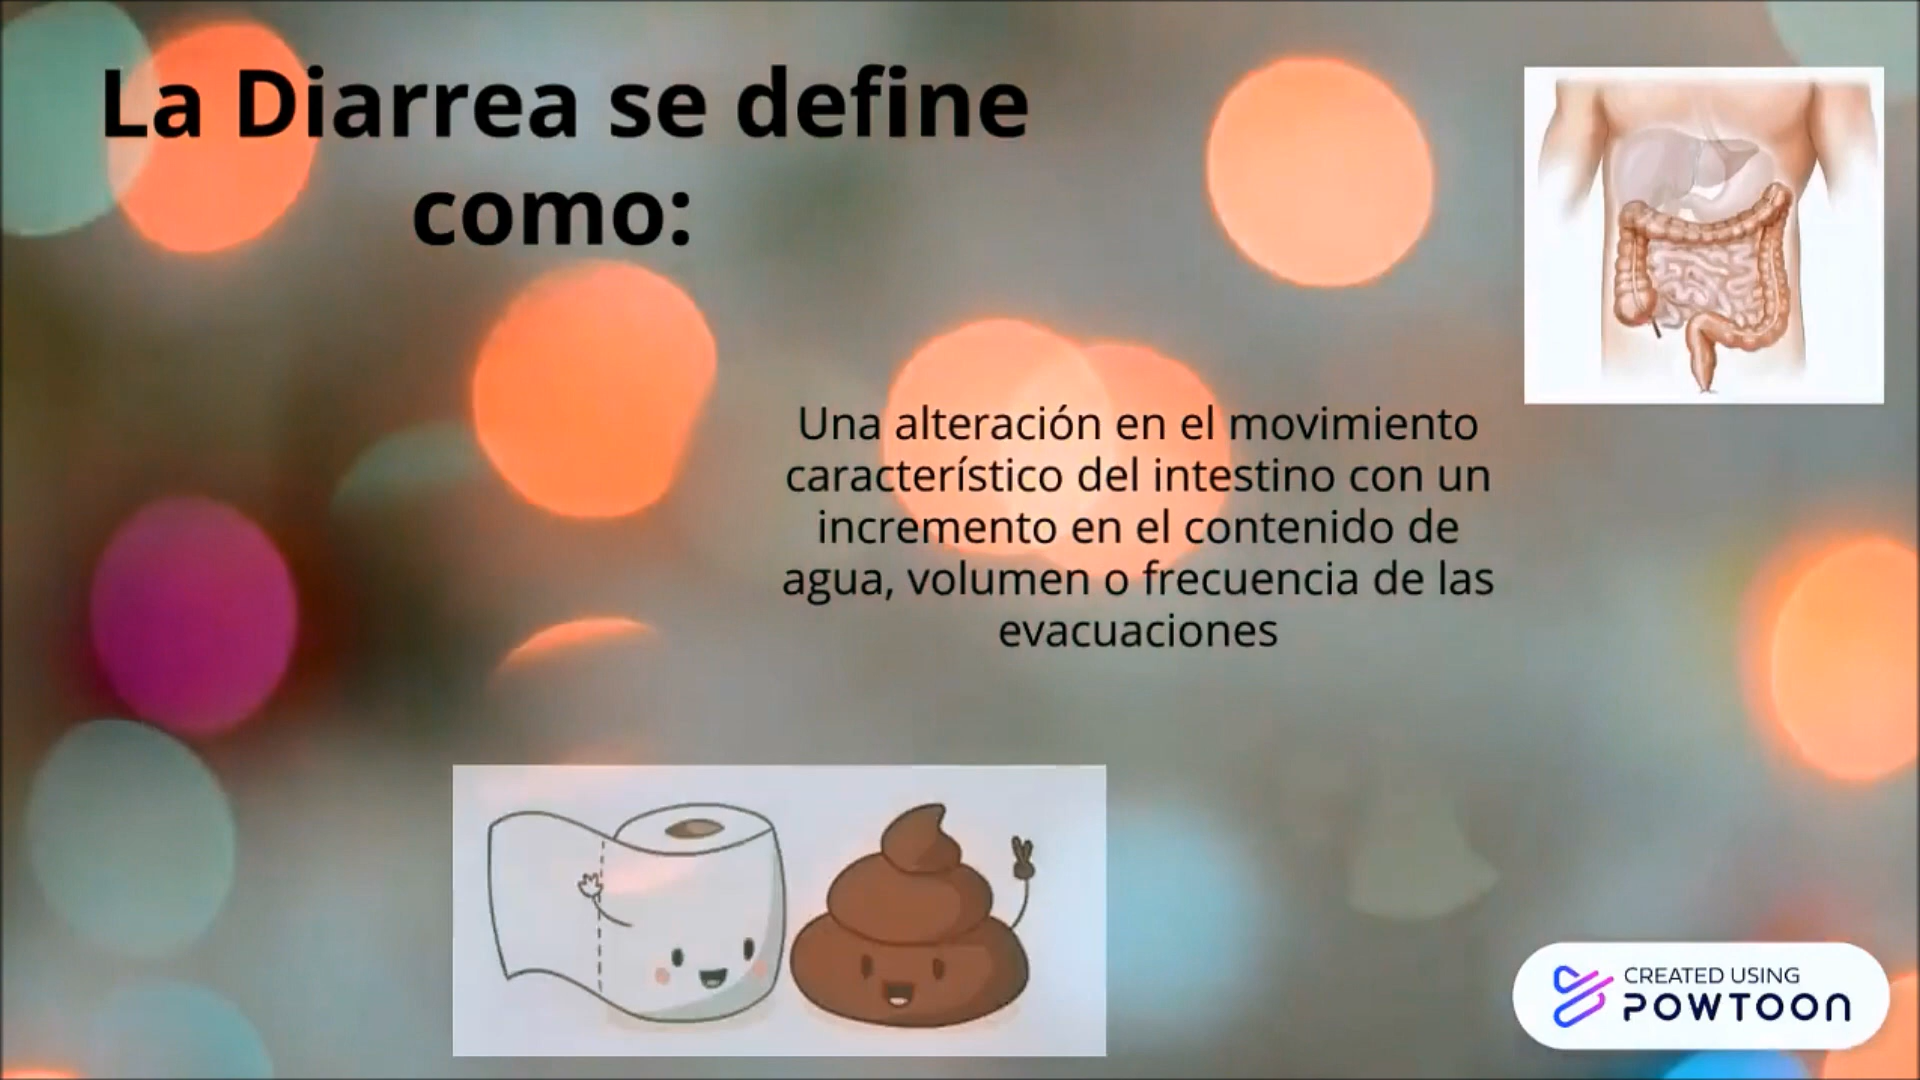 La Diarrea se define
como:
Una alteración en el movimiento
característico del intestino con un
incremento en el contenido de
agua, volumen o frecuencia de las
evacuaciones
CREATED USING
POWTOON